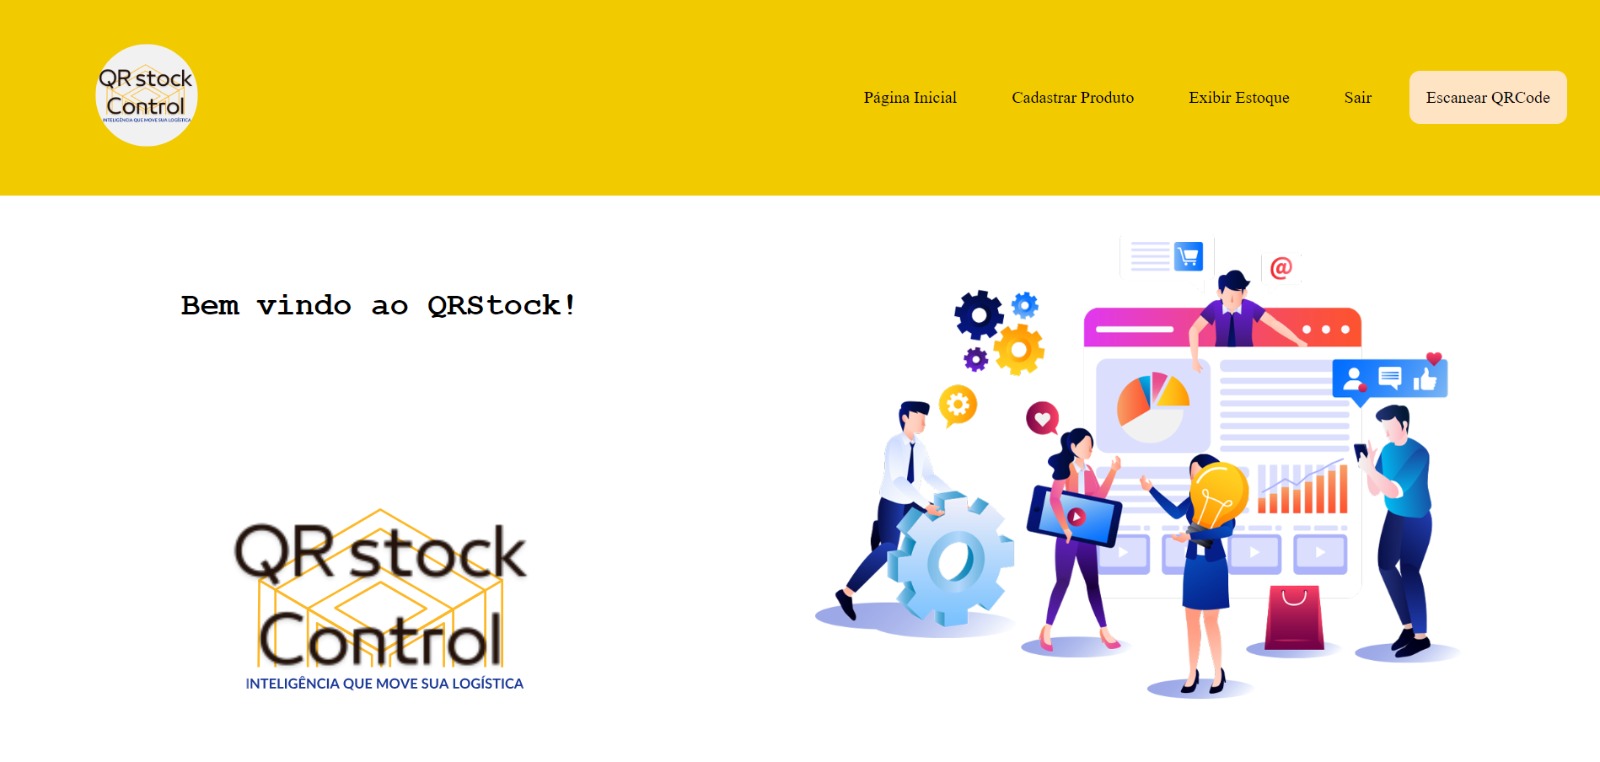 QR stock
Control
INTELIGÊNCIA QUE MOVE SUA LOGÍSTICA
Página Inicial
Cadastrar Produto
Exibir Estoque
Sair
Escanear QRCode
Bem vindo ao QRStock!
@
QR stock
Control
INTELIGÊNCIA QUE MOVE SUA LOGÍSTICA